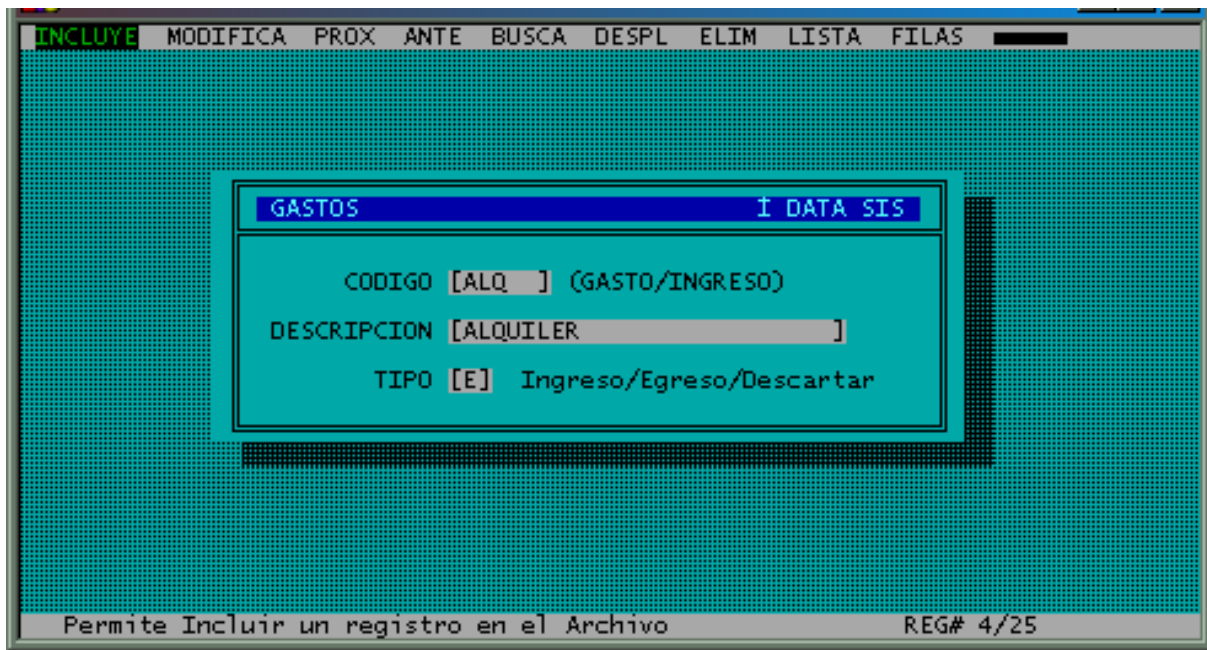 INCLUYE MODIFICA PROX ANTE BUSCA DESPL ELIM LISTA FILAS
GASTOS İ DATA SIS
CODIGO [ALQ ] (GASTO/INGRESO)
DESCRIPCION [ALQUILER ]
TIPO [E] Ingreso/Egreso/Descartar
Permite Incluir un registro en el Archivo REG# 4/25